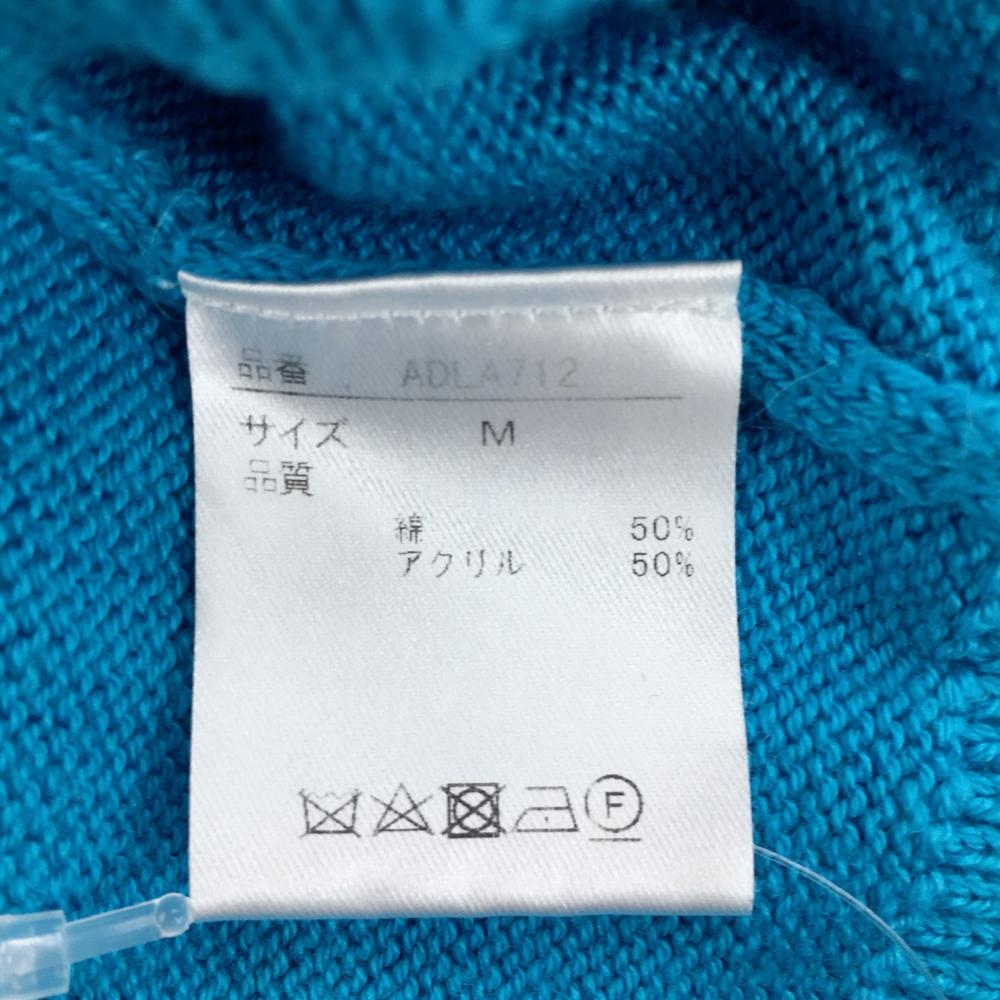 品番 ADLA712
サイズ M
品質
綿 50%
アクリル 50%
F